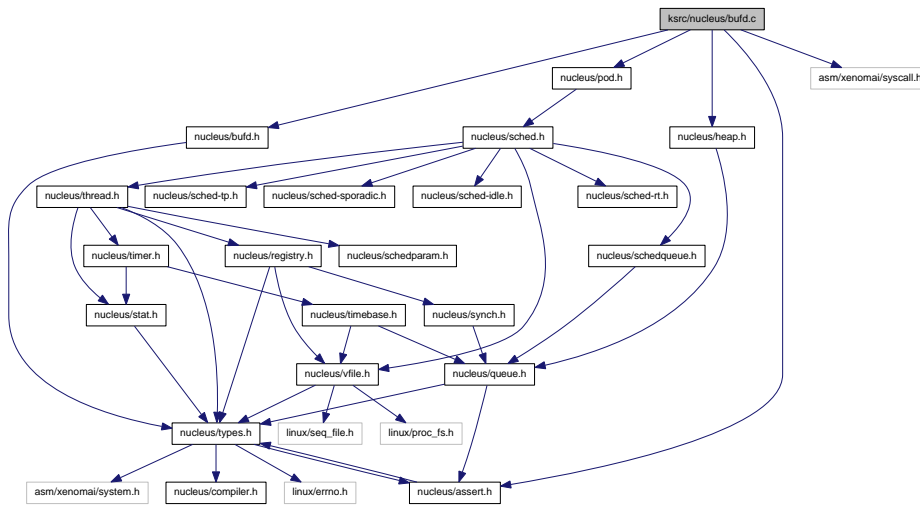 ksrc/nucleus/bufd.c
nucleus/pod.h
asm/xenomai/syscall.h
nucleus/bufd.h
nucleus/sched.h
nucleus/heap.h
nucleus/thread.h
nucleus/sched-tp.h
nucleus/sched-sporadic.h
nucleus/sched-idle.h
nucleus/sched-rt.h
nucleus/timer.h
nucleus/registry.h
nucleus/schedparam.h
nucleus/schedqueue.h
nucleus/stat.h
nucleus/timebase.h
nucleus/synch.h
nucleus/vfile.h
nucleus/queue.h
nucleus/types.h
linux/seq_file.h
linux/proc_fs.h
asm/xenomai/system.h
nucleus/compiler.h
linux/errno.h
nucleus/assert.h